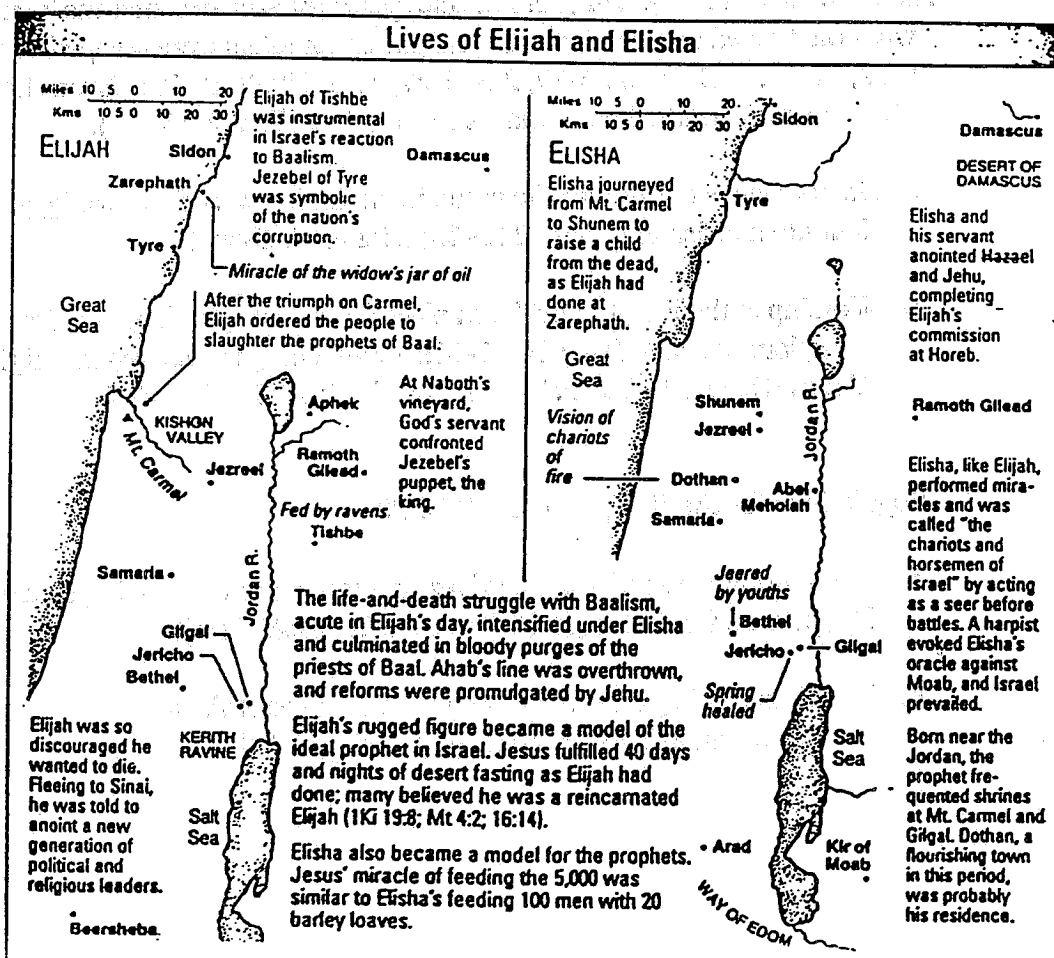 Lives of Elijah and Elisha
Miles 10 5 0 10 20
Kms 10 5 0 10 20 30
ELIJAH
Elijah of Tishbe
was instrumental
in Israel's reaction
to Baalism.
Jezebel of Tyre
was symbolic
of the nation's
corruption.
Sidon
Damascus
Zarephath
Tyre
Miracle of the widow's jar of oil
Great
Sea
After the triumph on Carmel,
Elijah ordered the people to
slaughter the prophets of Baal.
KISHON
VALLEY
Mt. Carmel
Aphek
At Naboth's
vineyard,
God's servant
confronted
Jezebel's
puppet, the
king.
Jezreel
Ramoth
Gilead
Fed by ravens
Tishbe
Samaria
Jordan R.
Gilgal
Jericho
Bethel
KERITH
RAVINE
Elijah was so
discouraged he
wanted to die.
Fleeing to Sinai,
he was told to
anoint a new
generation of
political and
religious leaders.
Salt
Sea
Beersheba
The life-and-death struggle with Baalism,
acute in Elijah's day, intensified under Elisha
and culminated in bloody purges of the
priests of Baal. Ahab's line was overthrown,
and reforms were promulgated by Jehu.
Elijah's rugged figure became a model of the
ideal prophet in Israel. Jesus fulfilled 40 days
and nights of desert fasting as Elijah had
done; many believed he was a reincarnated
Elijah (1Ki 19:8; Mt 4:2; 16:14).
Elisha also became a model for the prophets.
Jesus' miracle of feeding the 5,000 was
similar to Elisha's feeding 100 men with 20
barley loaves.
Miles 10 5 0 10 20
Kms 10 5 0 10 20 30
ELISHA
Elisha journeyed
from Mt. Carmel
to Shunem to
raise a child
from the dead,
as Elijah had
done at
Zarephath.
Sidon
Damascus
DESERT OF
DAMASCUS
Tyre
Elisha and
his servant
anointed Hazael
and Jehu,
completing
Elijah's
commission
at Horeb.
Great
Sea
Vision of
chariots
of
fire
Shunem
Jezreel
Jordan R.
Ramoth Gilead
Dothan
Abel
Meholah
Samaria
Elisha, like Elijah,
performed mira-
cles and was
called "the
chariots and
horsemen of
Israel" by acting
as a seer before
battles. A harpist
evoked Elisha's
oracle against
Moab, and Israel
prevailed.
Jeered
by youths
Bethel
Jericho
Gilgal
Spring
healed
Salt
Sea
Born near the
Jordan, the
prophet fre-
quented shrines
at Mt. Carmel and
Gilgal. Dothan, a
flourishing town
in this period,
was probably
his residence.
Arad
Kir of
Moab
WAY OF EDOM